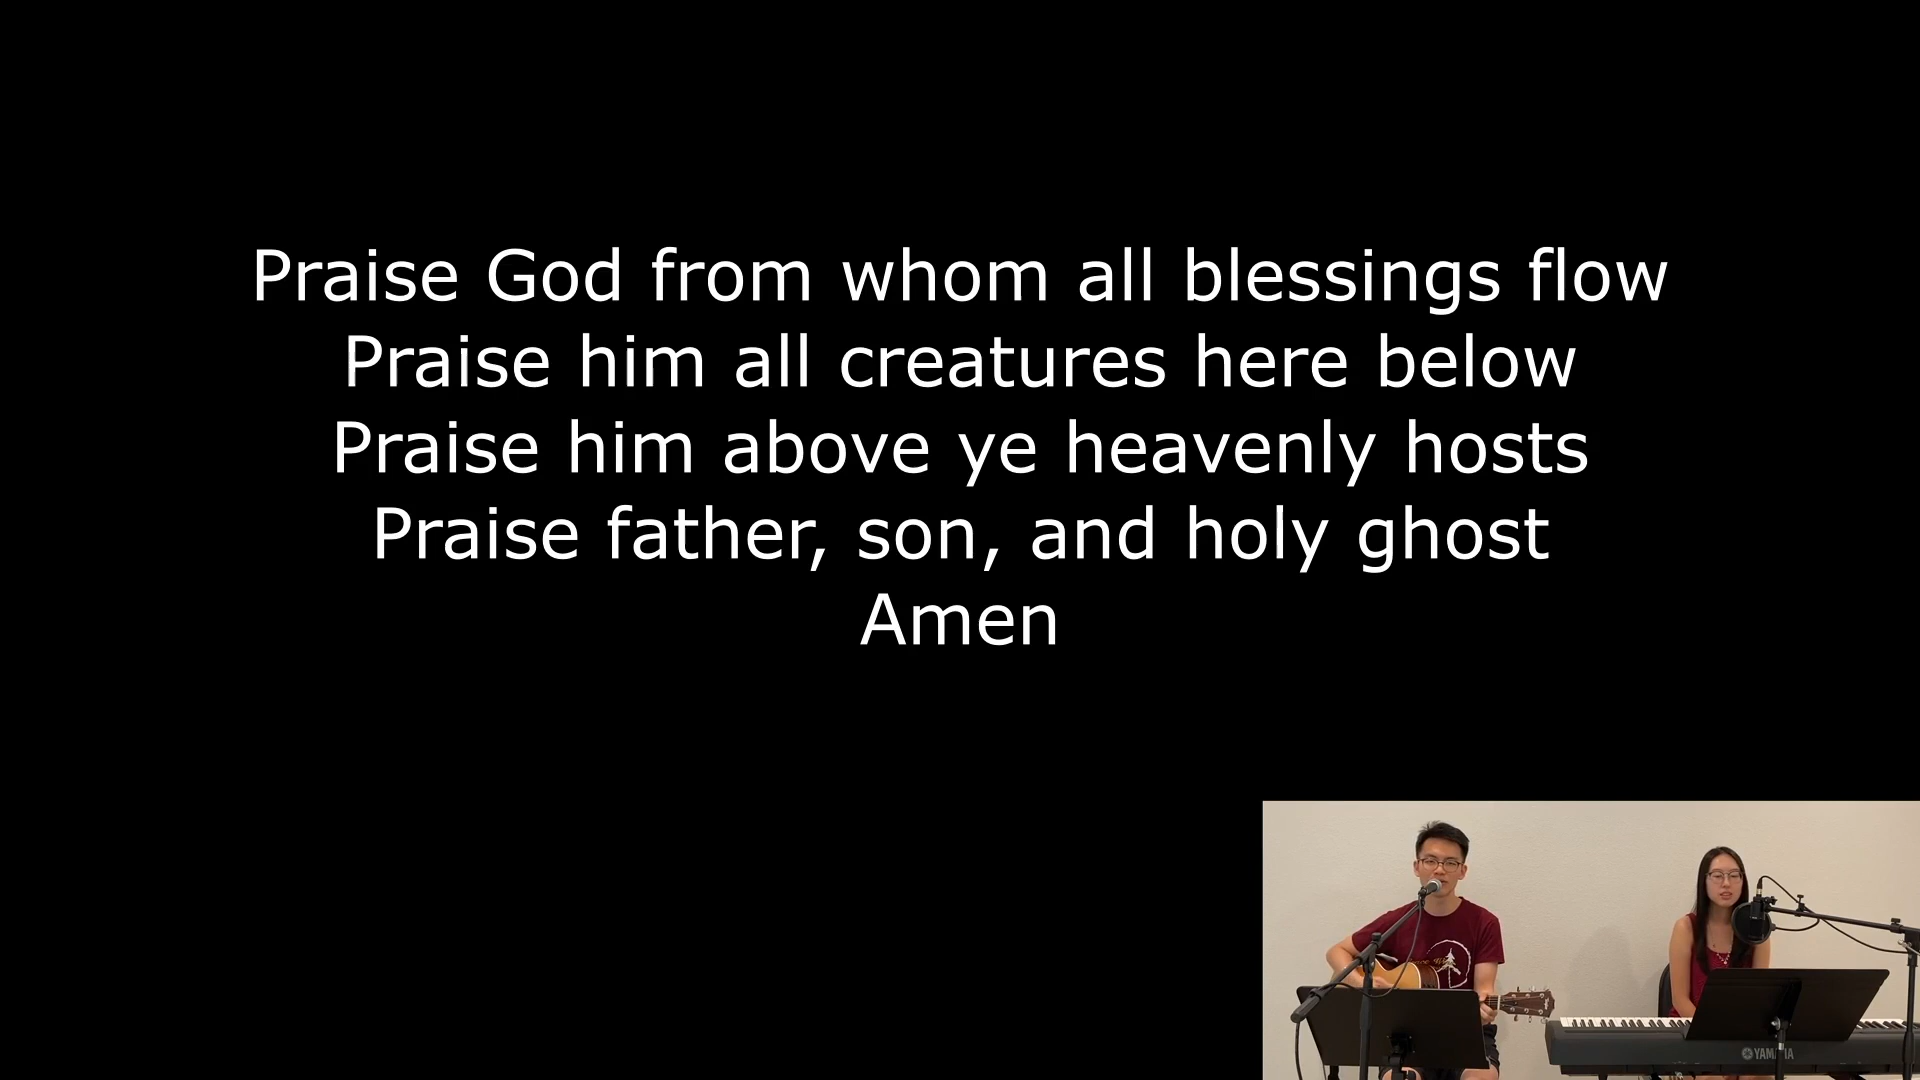 Praise God from whom all blessings flow
Praise him all creatures here below
Praise him above ye heavenly hosts
Praise father, son, and holy ghost
Amen
YAMAHA